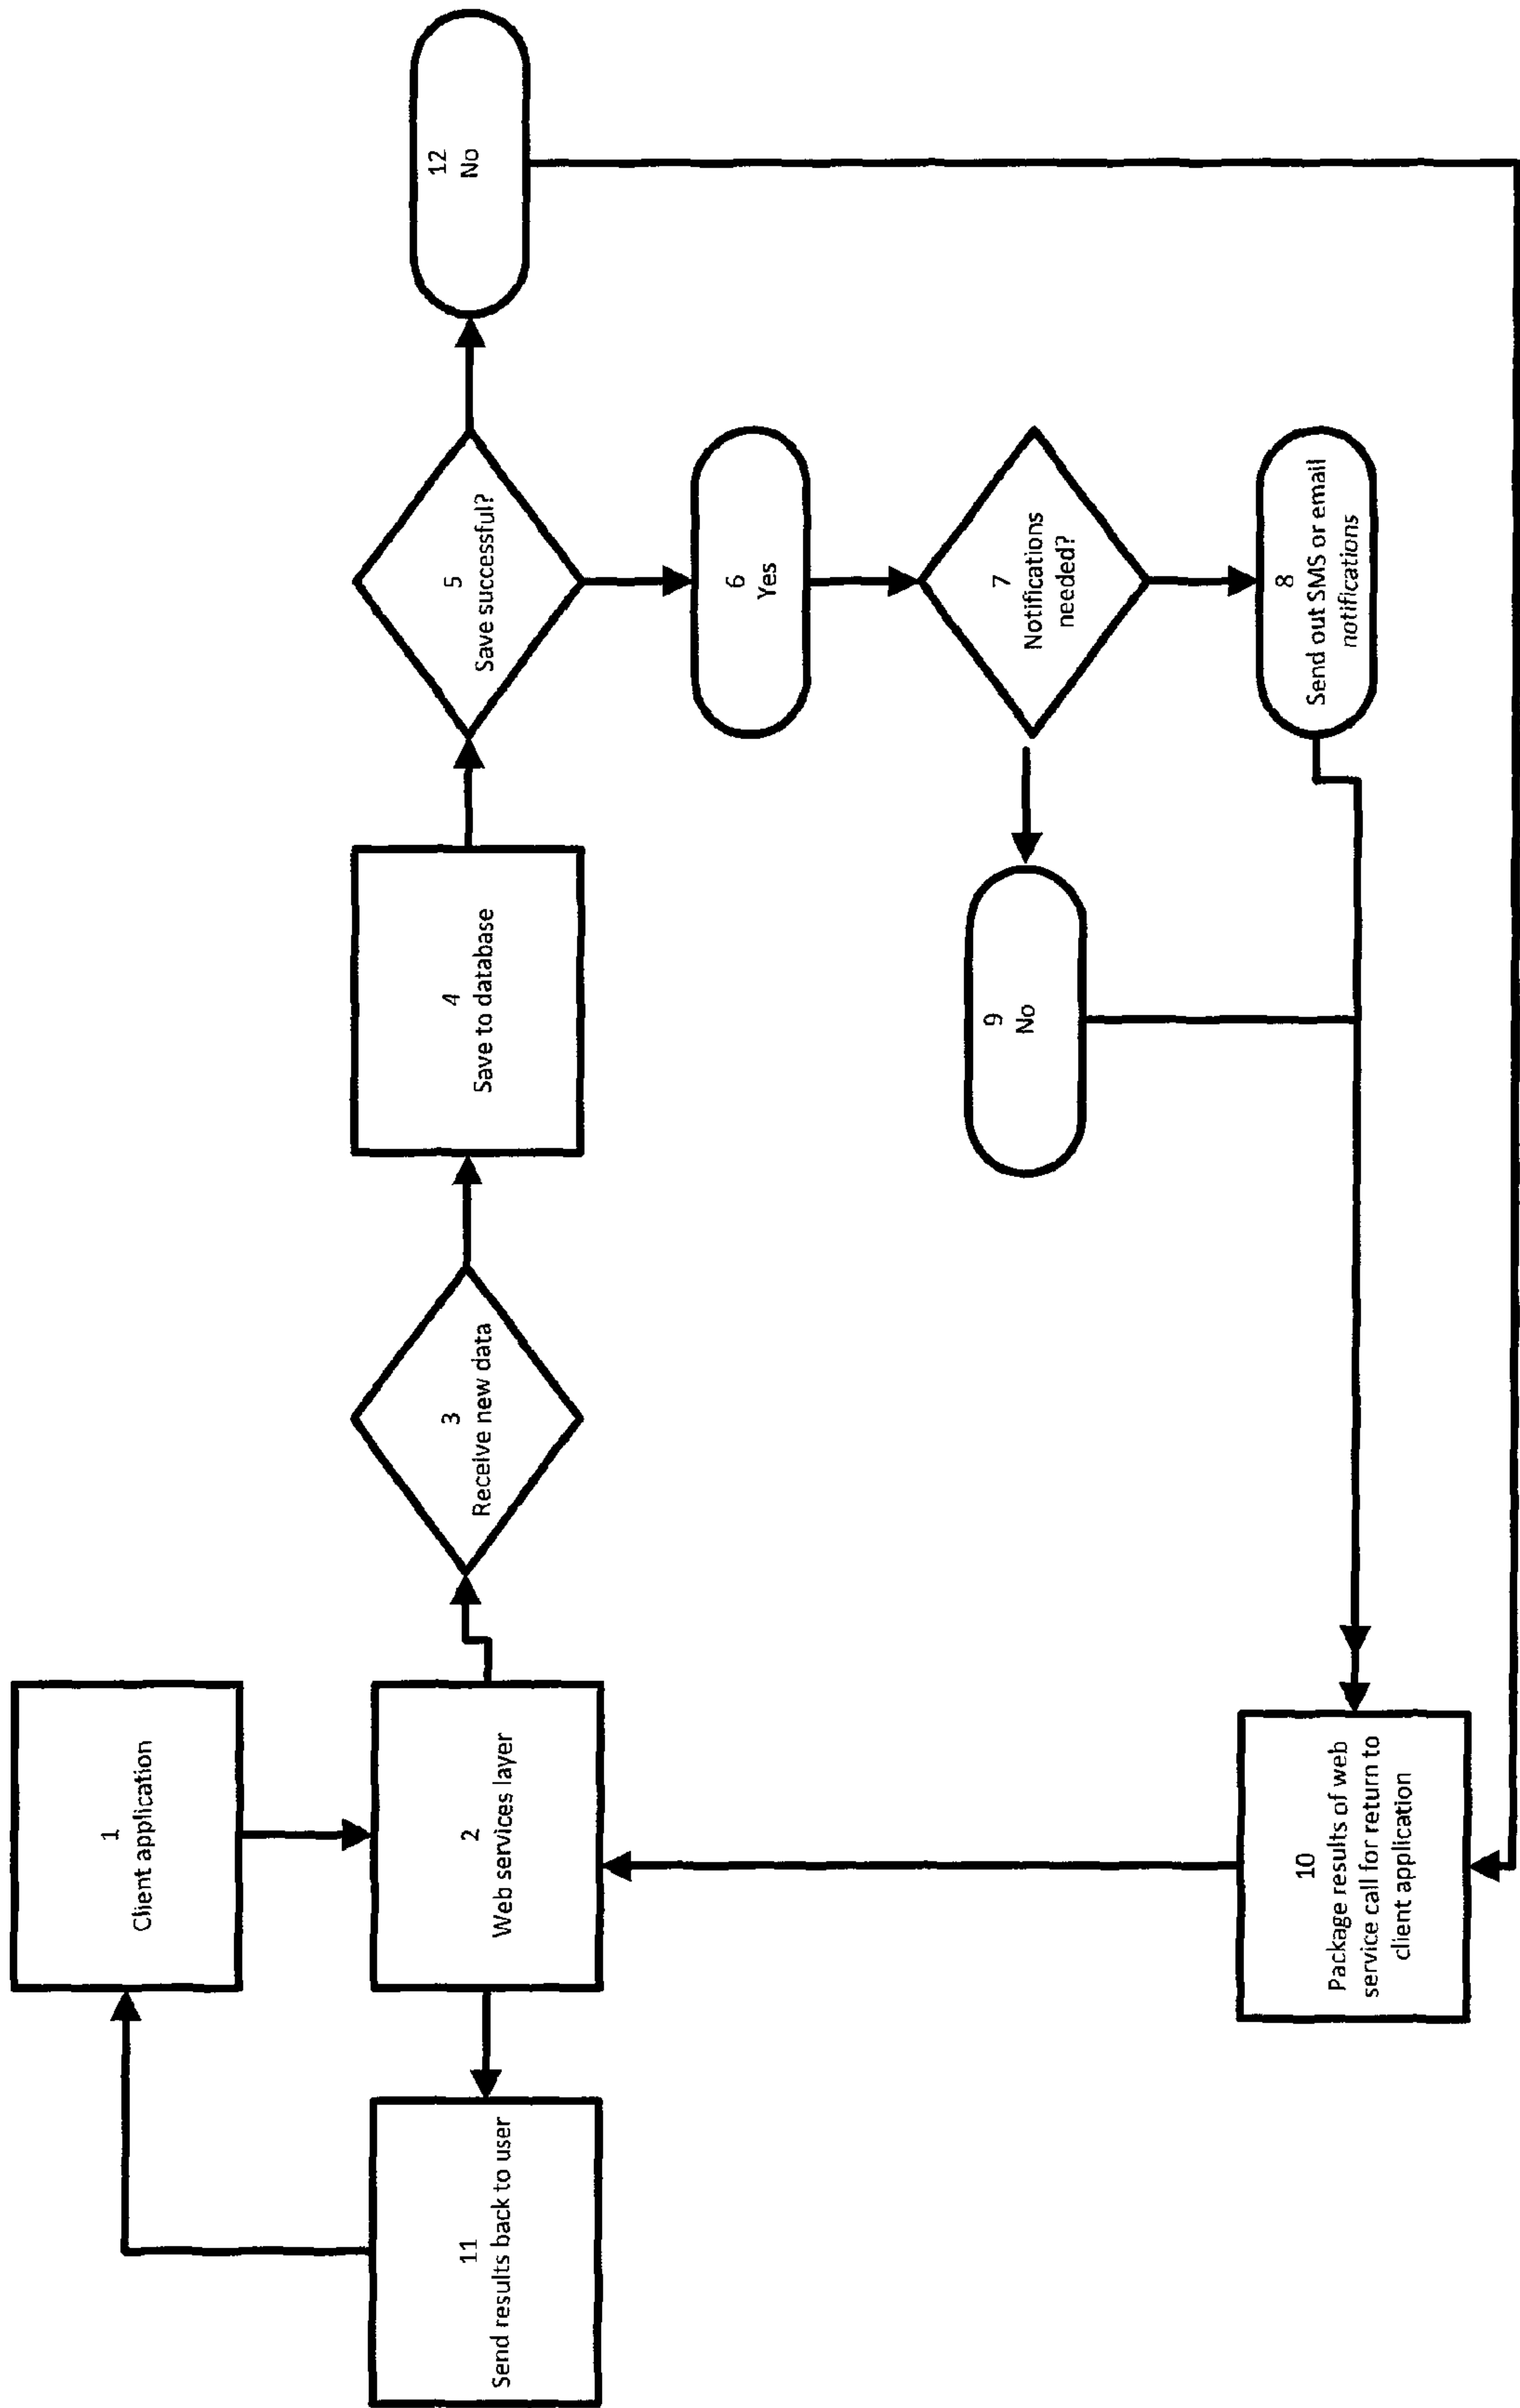 1
Client application
2
Web services layer
3
Receive new data
4
Save to database
5
Save successful?
6
Yes
7
Notifications
needed?
8
Send out SMS or email
notifications
9
No
10
Package results of web
service call for return to
client application
11
Send results back to user
12
No